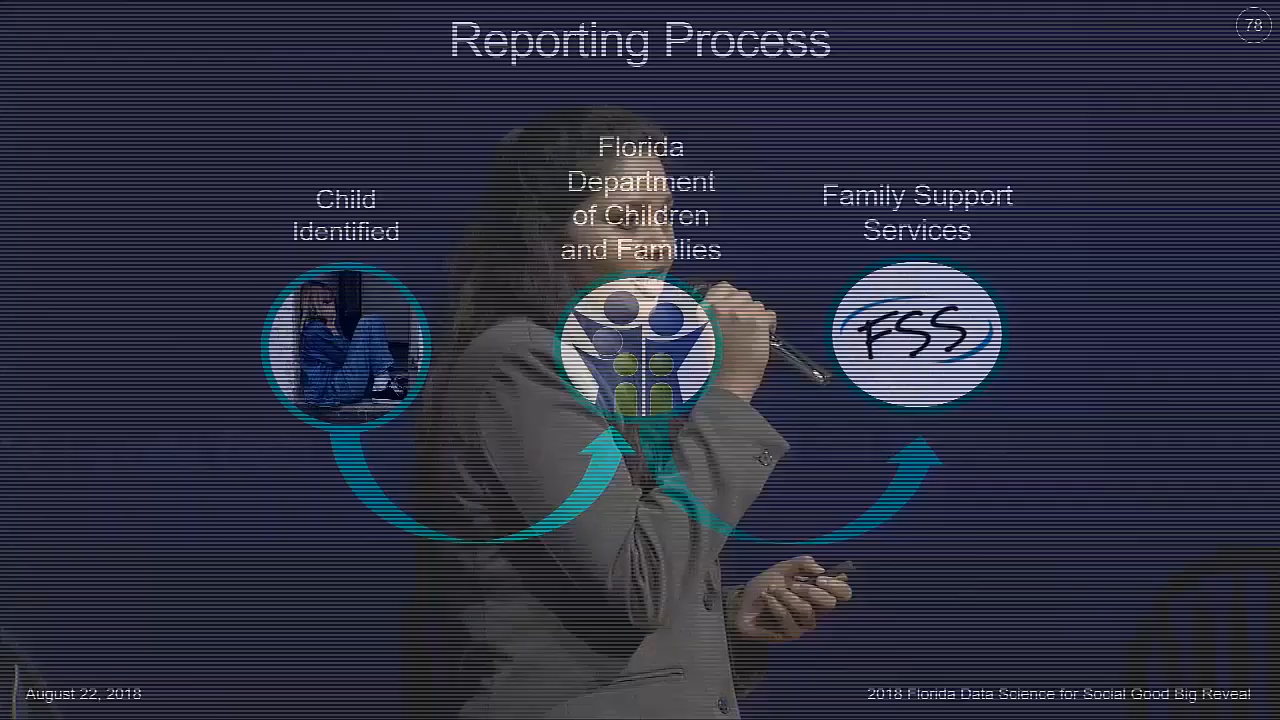 Reporting Process
78
Florida
Department
of Children
and Families
Child
Identified
Family Support
Services
FSS
August 22, 2018
2018 Florida Data Science for Social Good Big Reveal